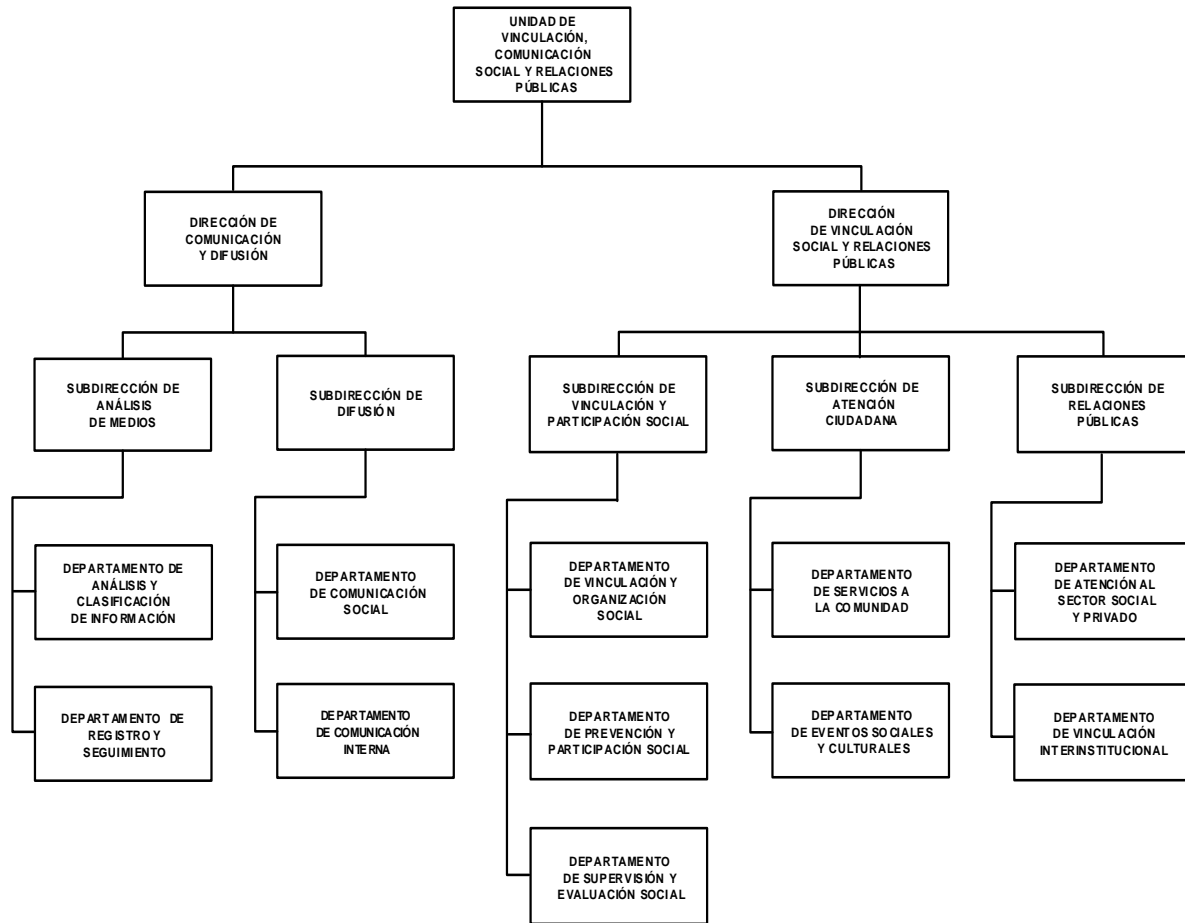 UNIDAD DE
VINCULACIÓN,
COMUNICACIÓN
SOCIAL Y RELACIONES
PÚBLICAS
DIRECCIÓN DE
COMUNICACIÓN
Y DIFUSIÓN
DIRECCIÓN
DE VINCULACIÓN
SOCIAL Y RELACIONES
PÚBLICAS
SUBDIRECCIÓN DE
ANÁLISIS
DE MEDIOS
SUBDIRECCIÓN DE
DIFUSIÓN
SUBDIRECCIÓN DE
VINCULACIÓN Y
PARTICIPACIÓN SOCIAL
SUBDIRECCIÓN DE
ATENCIÓN
CIUDADANA
SUBDIRECCIÓN DE
RELACIONES
PÚBLICAS
DEPARTAMENTO DE
ANÁLISIS Y
CLASIFICACIÓN
DE INFORMACIÓN
DEPARTAMENTO
DE COMUNICACIÓN
SOCIAL
DEPARTAMENTO
DE VINCULACIÓN Y
ORGANIZACIÓN
SOCIAL
DEPARTAMENTO
DE SERVICIOS A
LA COMUNIDAD
DEPARTAMENTO
DE ATENCIÓN AL
SECTOR SOCIAL
Y PRIVADO
DEPARTAMENTO DE
REGISTRO Y
SEGUIMIENTO
DEPARTAMENTO
DE COMUNICACIÓN
INTERNA
DEPARTAMENTO
DE PREVENCIÓN Y
PARTICIPACIÓN SOCIAL
DEPARTAMENTO
DE EVENTOS SOCIALES
Y CULTURALES
DEPARTAMENTO
DE VINCULACIÓN
INTERINSTITUCIONAL
DEPARTAMENTO
DE SUPERVISIÓN Y
EVALUACIÓN SOCIAL